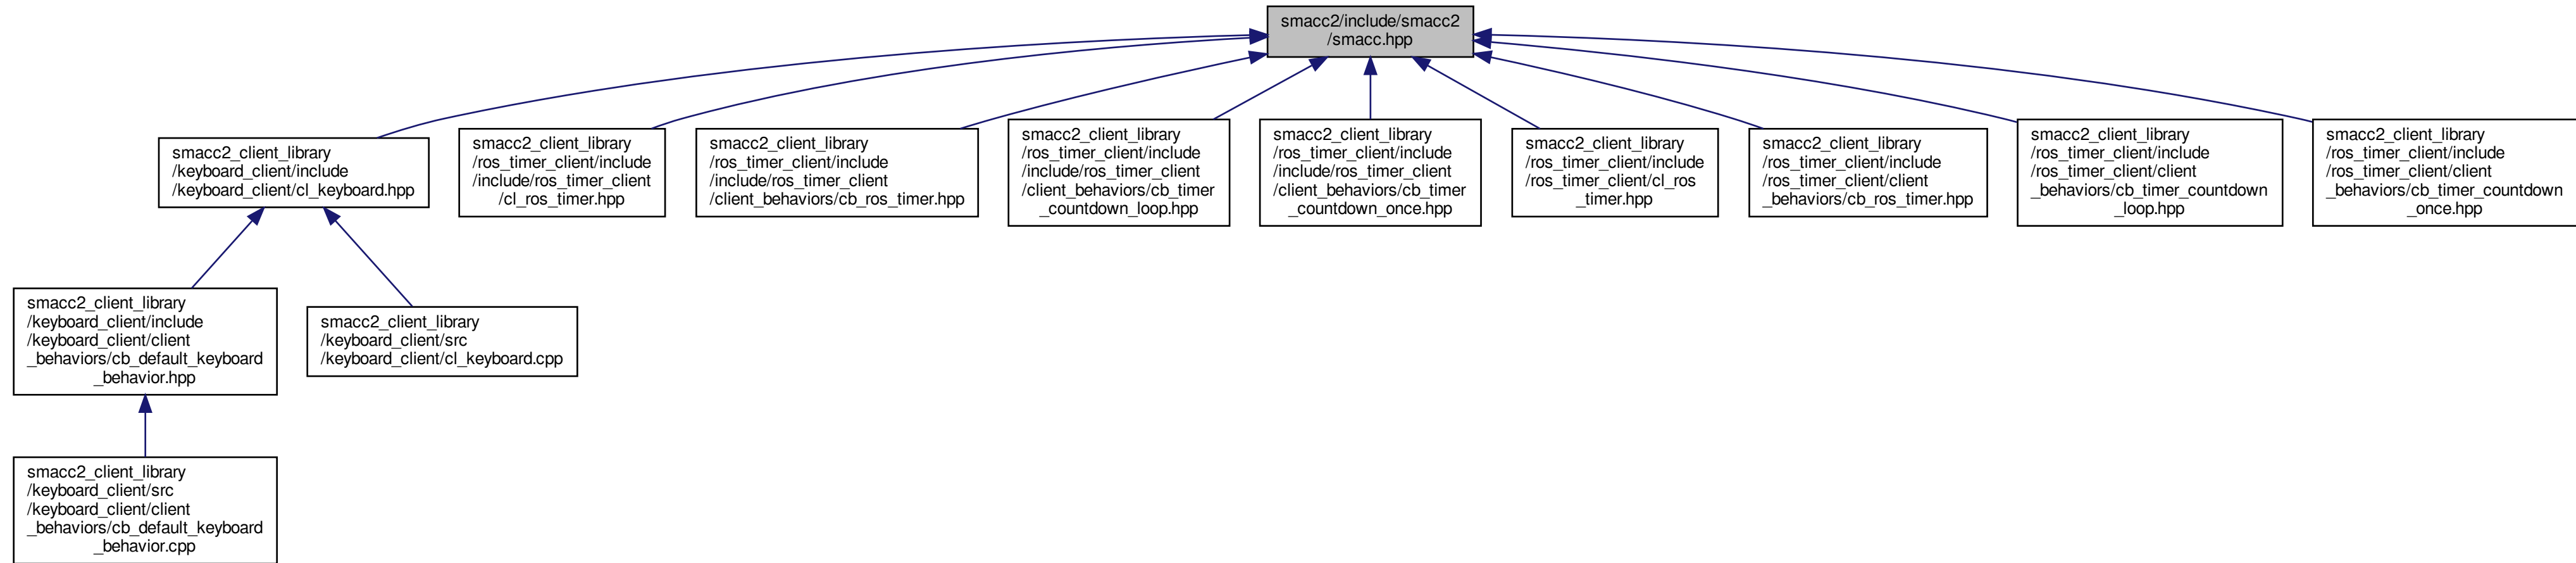 smacc2/include/smacc2
/smacc.hpp
smacc2_client_library
/keyboard_client/include
/keyboard_client/cl_keyboard.hpp
smacc2_client_library
/ros_timer_client/include
/include/ros_timer_client
/cl_ros_timer.hpp
smacc2_client_library
/ros_timer_client/include
/include/ros_timer_client
/client_behaviors/cb_ros_timer.hpp
smacc2_client_library
/ros_timer_client/include
/include/ros_timer_client
/client_behaviors/cb_timer
_countdown_loop.hpp
smacc2_client_library
/ros_timer_client/include
/include/ros_timer_client
/client_behaviors/cb_timer
_countdown_once.hpp
smacc2_client_library
/ros_timer_client/include
/ros_timer_client/cl_ros
_timer.hpp
smacc2_client_library
/ros_timer_client/include
/ros_timer_client/client
_behaviors/cb_ros_timer.hpp
smacc2_client_library
/ros_timer_client/include
/ros_timer_client/client
_behaviors/cb_timer_countdown
_loop.hpp
smacc2_client_library
/ros_timer_client/include
/ros_timer_client/client
_behaviors/cb_timer_countdown
_once.hpp
smacc2_client_library
/keyboard_client/include
/keyboard_client/client
_behaviors/cb_default_keyboard
_behavior.hpp
smacc2_client_library
/keyboard_client/src
/keyboard_client/cl_keyboard.cpp
smacc2_client_library
/keyboard_client/src
/keyboard_client/client
_behaviors/cb_default_keyboard
_behavior.cpp